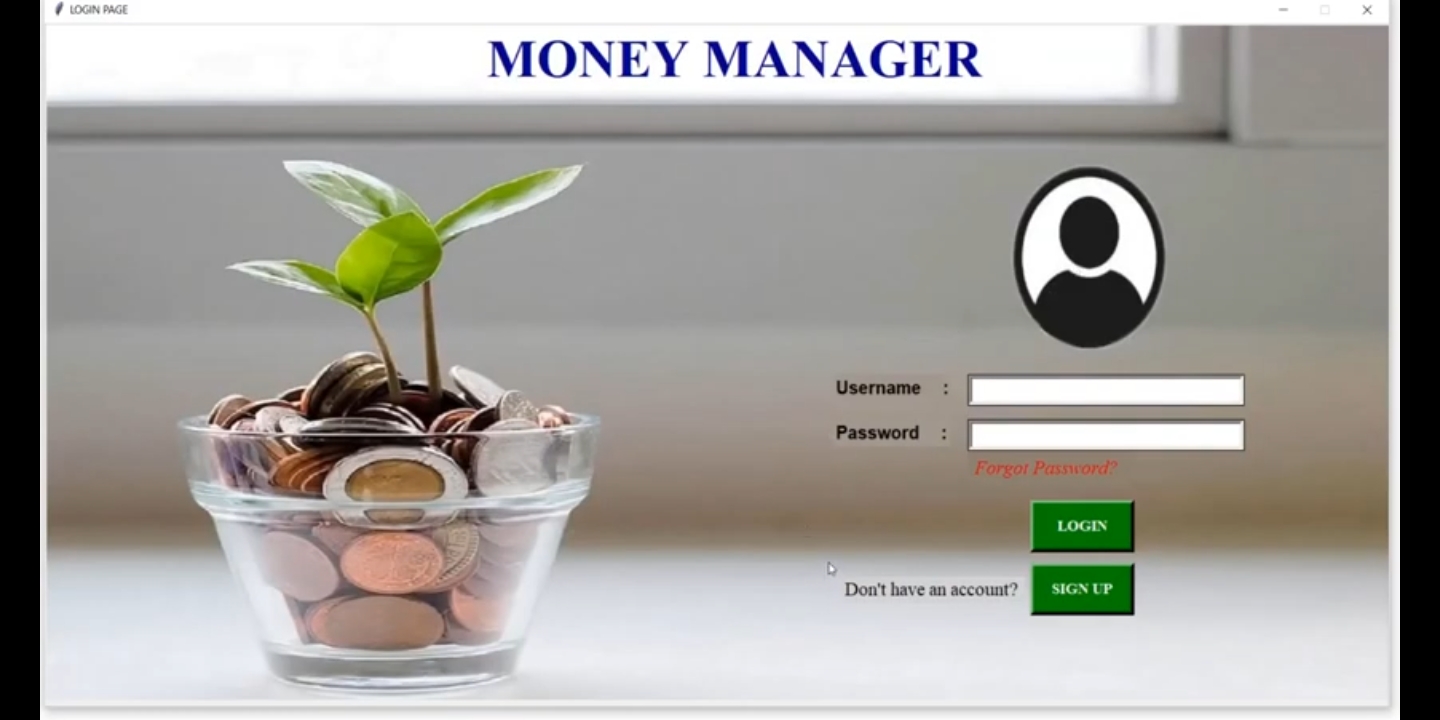 LOGIN PAGE
MONEY MANAGER
Username :
Password :
Forgot Password?
LOGIN
Don't have an account? SIGN UP